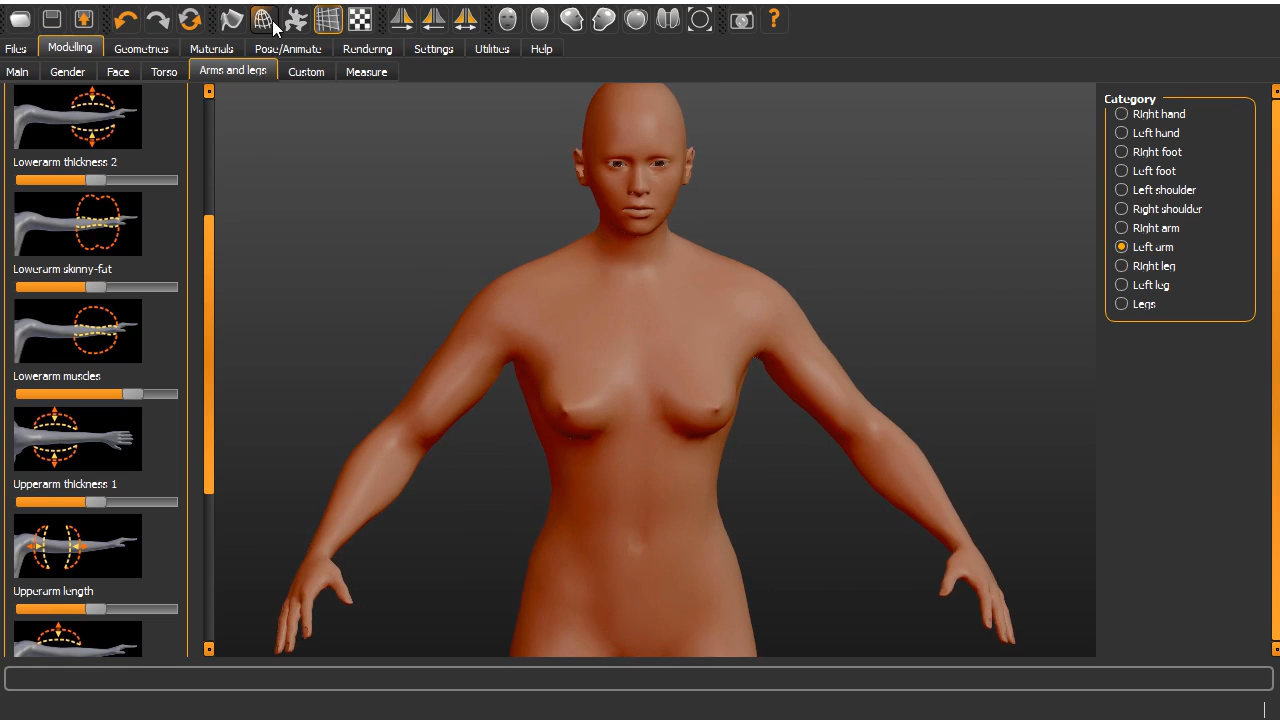 Files Modelling Geometries Materials Pose/Animate Rendering Settings Utilities Help
Main Gender Face Torso Arms and legs Custom Measure
Lowerarm thickness 2
Lowerarm skinny-fat
Lowerarm muscles
Upperarm thickness 1
Upperarm length
Category
Right hand
Left hand
Right foot
Left foot
Left shoulder
Right shoulder
Right arm
Left arm
Right leg
Left leg
Legs